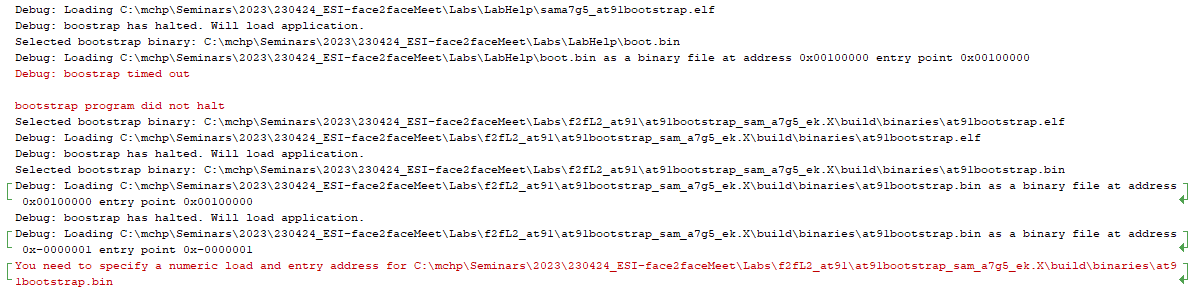 Debug: Loading C:\mchp\Seminars\2023\230424_ESI-face2faceMeet\Labs\LabHelp\sama7g5_at91bootstrap.elf
Debug: boostrap has halted. Will load application.
Selected bootstrap binary: C:\mchp\Seminars\2023\230424_ESI-face2faceMeet\Labs\LabHelp\boot.bin
Debug: Loading C:\mchp\Seminars\2023\230424_ESI-face2faceMeet\Labs\LabHelp\boot.bin as a binary file at address 0x00100000 entry point 0x00100000
Debug: boostrap timed out
bootstrap program did not halt
Selected bootstrap binary: C:\mchp\Seminars\2023\230424_ESI-face2faceMeet\Labs\f2fL2_at91\at91bootstrap_sam_a7g5_ek.X\build\binaries\at91bootstrap.elf
Debug: Loading C:\mchp\Seminars\2023\230424_ESI-face2faceMeet\Labs\f2fL2_at91\at91bootstrap_sam_a7g5_ek.X\build\binaries\at91bootstrap.elf
Debug: boostrap has halted. Will load application.
Selected bootstrap binary: C:\mchp\Seminars\2023\230424_ESI-face2faceMeet\Labs\f2fL2_at91\at91bootstrap_sam_a7g5_ek.X\build\binaries\at91bootstrap.bin
Debug: Loading C:\mchp\Seminars\2023\230424_ESI-face2faceMeet\Labs\f2fL2_at91\at91bootstrap_sam_a7g5_ek.X\build\binaries\at91bootstrap.bin as a binary file at address
0x00100000 entry point 0x00100000
Debug: boostrap has halted. Will load application.
Debug: Loading C:\mchp\Seminars\2023\230424_ESI-face2faceMeet\Labs\f2fL2_at91\at91bootstrap_sam_a7g5_ek.X\build\binaries\at91bootstrap.bin as a binary file at address
0x-0000001 entry point 0x-0000001
You need to specify a numeric load and entry address for C:\mchp\Seminars\2023\230424_ESI-face2faceMeet\Labs\f2fL2_at91\at91bootstrap_sam_a7g5_ek.X\build\binaries\at9
1bootstrap.bin